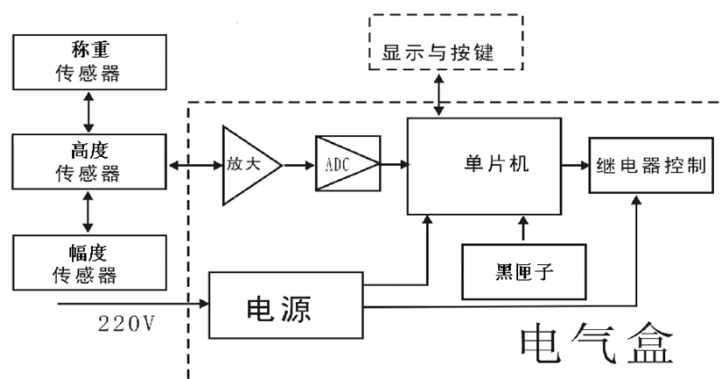 称重
传感器
显示与按键
高度
传感器
放大
ADC
单片机
继电器控制
幅度
传感器
黑匣子
电源
220V
电气盒